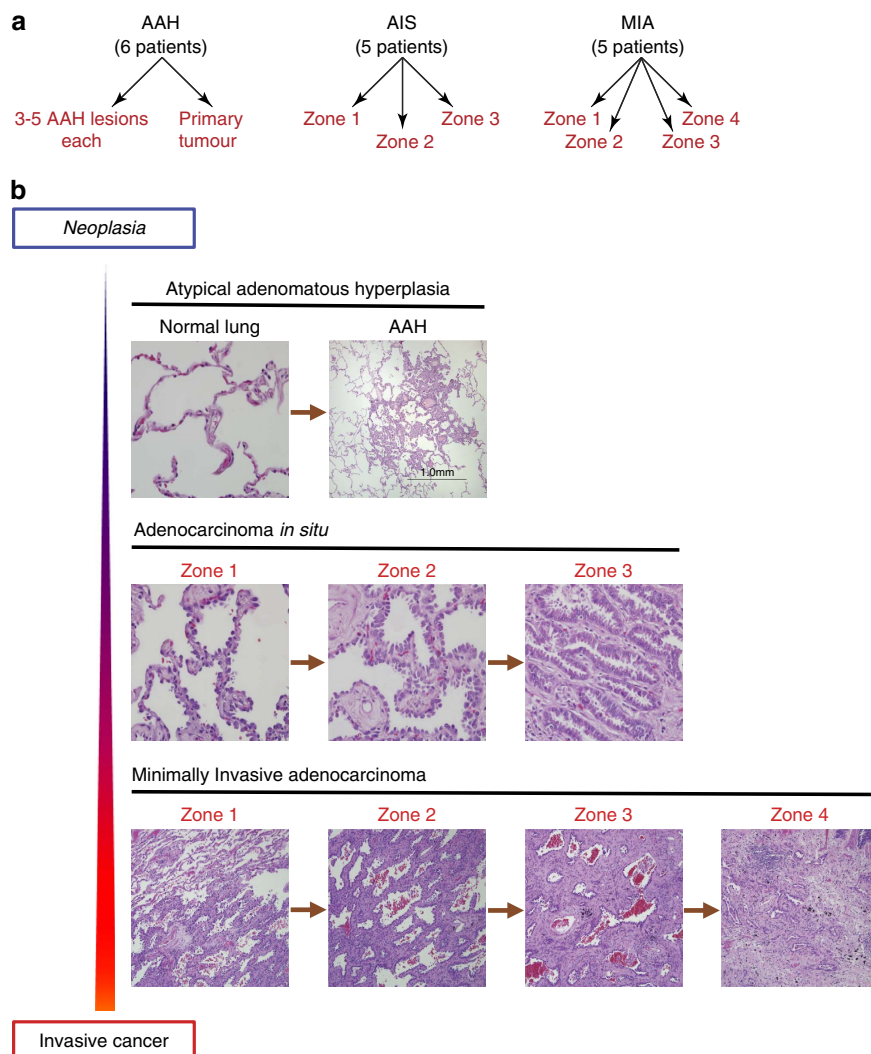 a
AAH
(6 patients)
3-5 AAH lesions
each
Primary
tumour
AIS
(5 patients)
Zone 1
Zone 2
Zone 3
MIA
(5 patients)
Zone 1
Zone 2
Zone 3
Zone 4
b
Neoplasia
Atypical adenomatous hyperplasia
Normal lung
AAH
1.0mm
Adenocarcinoma in situ
Zone 1
Zone 2
Zone 3
Minimally Invasive adenocarcinoma
Zone 1
Zone 2
Zone 3
Zone 4
Invasive cancer